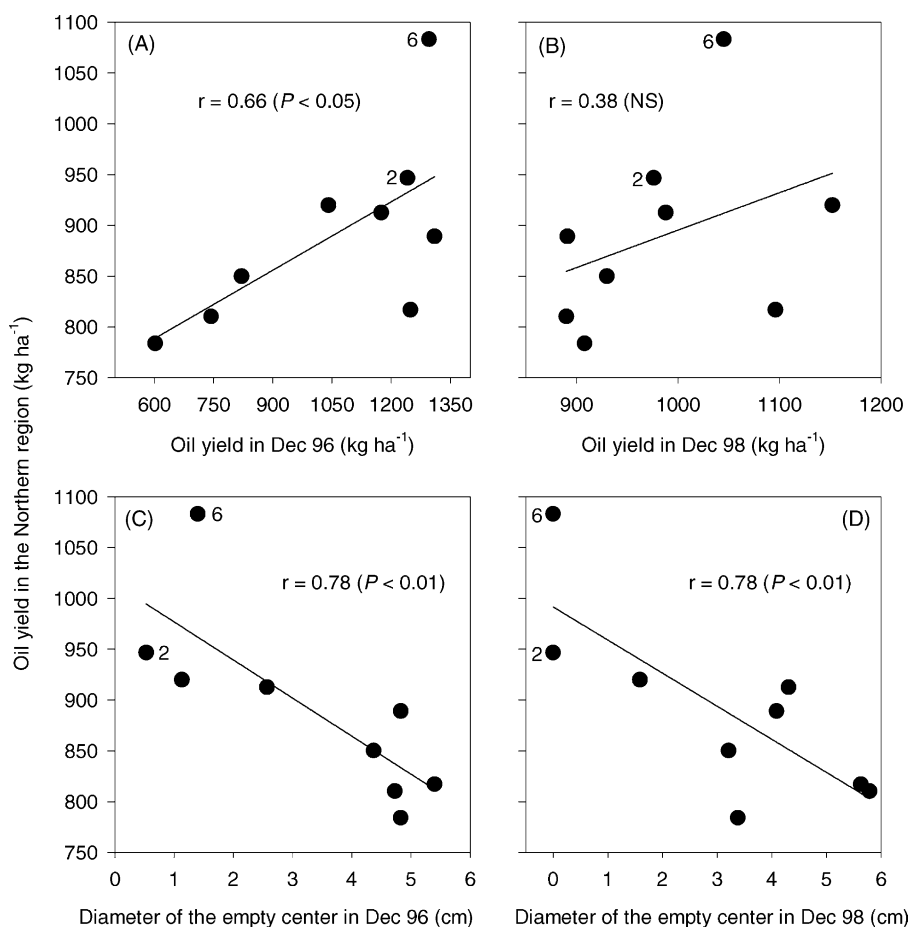 Oil yield in the Northern region (kg ha⁻¹)
(A)
r = 0.66 (P < 0.05)
6
2
1100
1050
1000
950
900
850
800
750
600 750 900 1050 1200 1350
Oil yield in Dec 96 (kg ha⁻¹)
(B)
r = 0.38 (NS)
6
2
900 1000 1100 1200
Oil yield in Dec 98 (kg ha⁻¹)
(C)
r = 0.78 (P < 0.01)
6
2
1100
1050
1000
950
900
850
800
750
0 1 2 3 4 5 6
Diameter of the empty center in Dec 96 (cm)
(D)
r = 0.78 (P < 0.01)
6
2
0 1 2 3 4 5 6
Diameter of the empty center in Dec 98 (cm)